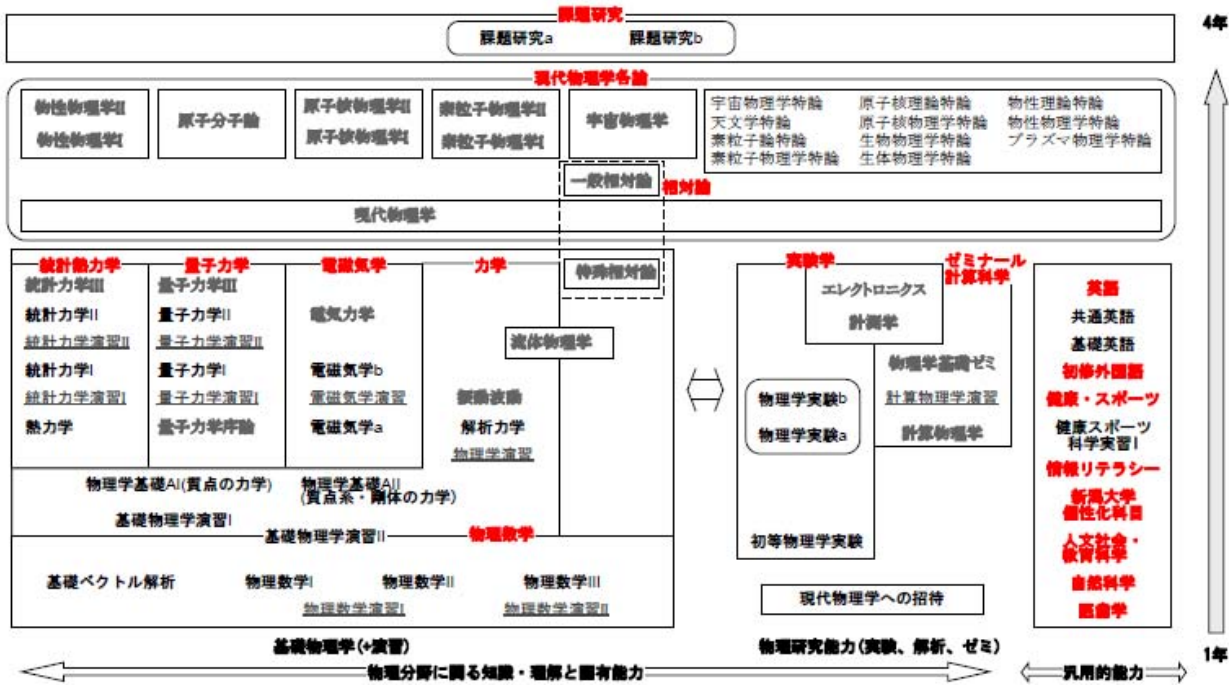 課題研究
4年
課題研究a 課題研究b
現代物理学各論
物性物理学II
物性物理学I
原子分子論
原子核物理学II
原子核物理学I
素粒子物理学II
素粒子物理学I
宇宙物理学
宇宙物理学特論 原子核理論特論 物性理論特論
天文学特論 原子核物理学特論 物性物理学特論
素粒子論特論 生物物理学特論 プラズマ物理学特論
素粒子物理学特論 生体物理学特論
一般相対論
相対論
現代物理学
統計熱力学
統計力学III
統計力学II
統計力学演習II
統計力学I
統計力学演習I
熱力学
量子力学
量子力学III
量子力学II
量子力学演習II
量子力学I
量子力学演習I
量子力学序論
電磁気学
電気力学
電磁気学b
電磁気学演習
電磁気学a
力学
特殊相対論
流体物理学
振動波動
解析力学
物理学演習
物理学基礎AI(質点の力学)
物理学基礎AII
(質点系・剛体の力学)
基礎物理学演習I
基礎物理学演習II
物理数学
基礎ベクトル解析 物理数学I 物理数学II 物理数学III
物理数学演習I 物理数学演習II
実験学
エレクトロニクス
計測学
ゼミナール
計算科学
物理学基礎ゼミ
計算物理学演習
計算物理学
物理学実験b
物理学実験a
初等物理学実験
現代物理学への招待
英語
共通英語
基礎英語
初修外国語
健康・スポーツ
健康スポーツ
科学実習I
情報リテラシー
新潟大学
個性化科目
人文社会・
教育科学
自然科学
医歯学
基礎物理学(+演習)
物理研究能力(実験、解析、ゼミ)
1年
物理分野に関る知識・理解と固有能力
汎用的能力